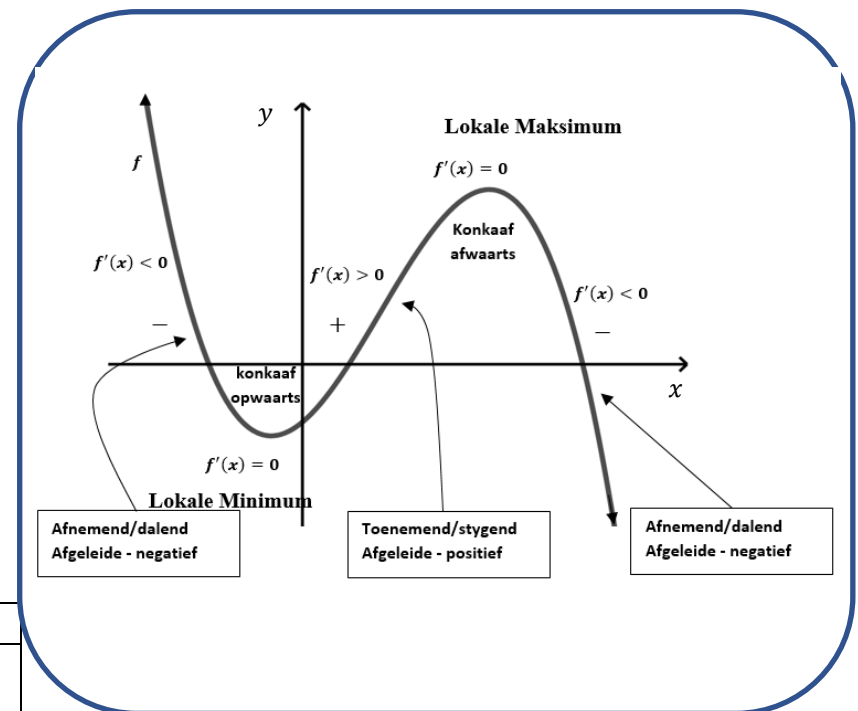 y
Lokale Maksimum
f'(x) = 0
f
Konkaaf
afwaarts
f'(x) < 0
f'(x) > 0
f'(x) < 0
−
+
−
konkaaf
opwaarts
x
f'(x) = 0
Lokale Minimum
Afnemend/dalend
Afgeleide - negatief
Toenemend/stygend
Afgeleide - positief
Afnemend/dalend
Afgeleide - negatief